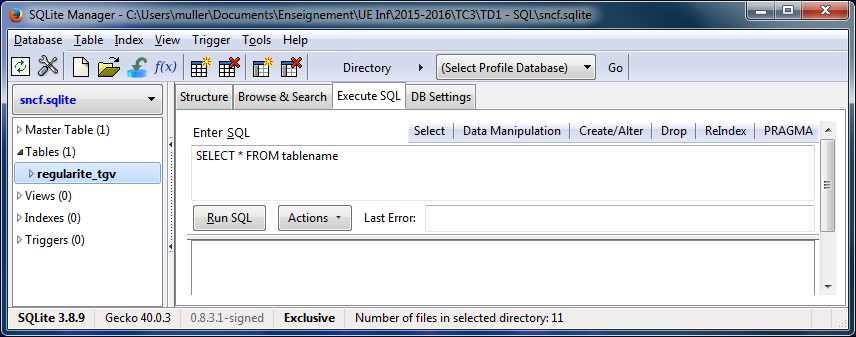 SQLite Manager - C:\Users\muller\Documents\Enseignement\UE Inf\2015-2016\TC3\TD1 - SQL\sncf.sqlite
Database Table Index View Trigger Tools Help
f(x) Directory (Select Profile Database) Go
sncf.sqlite
Master Table (1)
Tables (1)
regularite_tgv
Views (0)
Indexes (0)
Triggers (0)
Structure Browse & Search Execute SQL DB Settings
Enter SQL Select Data Manipulation Create/Alter Drop ReIndex PRAGMA
SELECT * FROM tablename
Run SQL Actions Last Error:
SQLite 3.8.9 Gecko 40.0.3 0.8.3.1-signed Exclusive Number of files in selected directory: 11